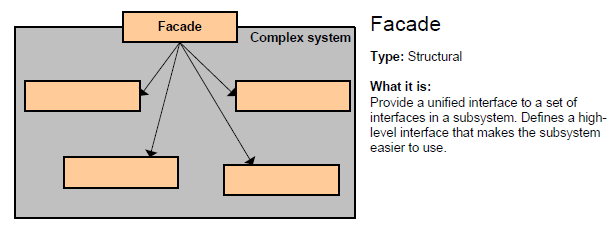 Facade
Complex system
Facade
Type: Structural
What it is:
Provide a unified interface to a set of
interfaces in a subsystem. Defines a high-
level interface that makes the subsystem
easier to use.